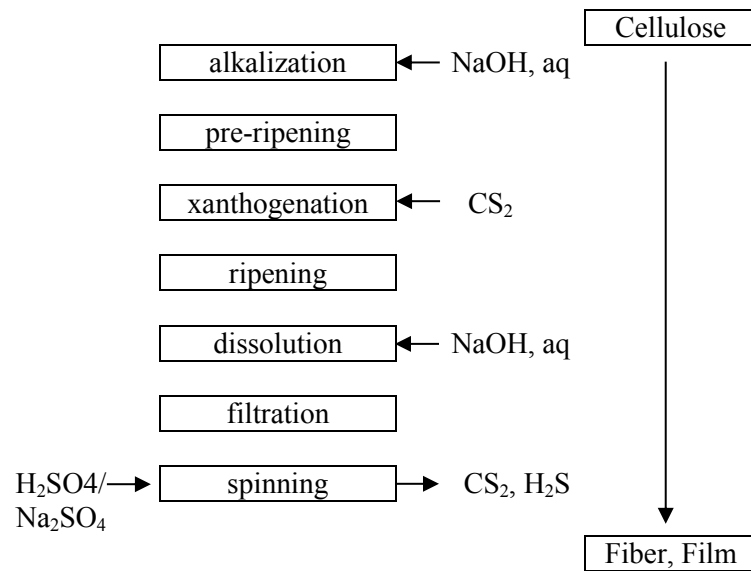 Cellulose
alkalization
NaOH, aq
pre-ripening
xanthogenation
CS₂
ripening
dissolution
NaOH, aq
filtration
H₂SO4/
Na₂SO₄
spinning
CS₂, H₂S
Fiber, Film